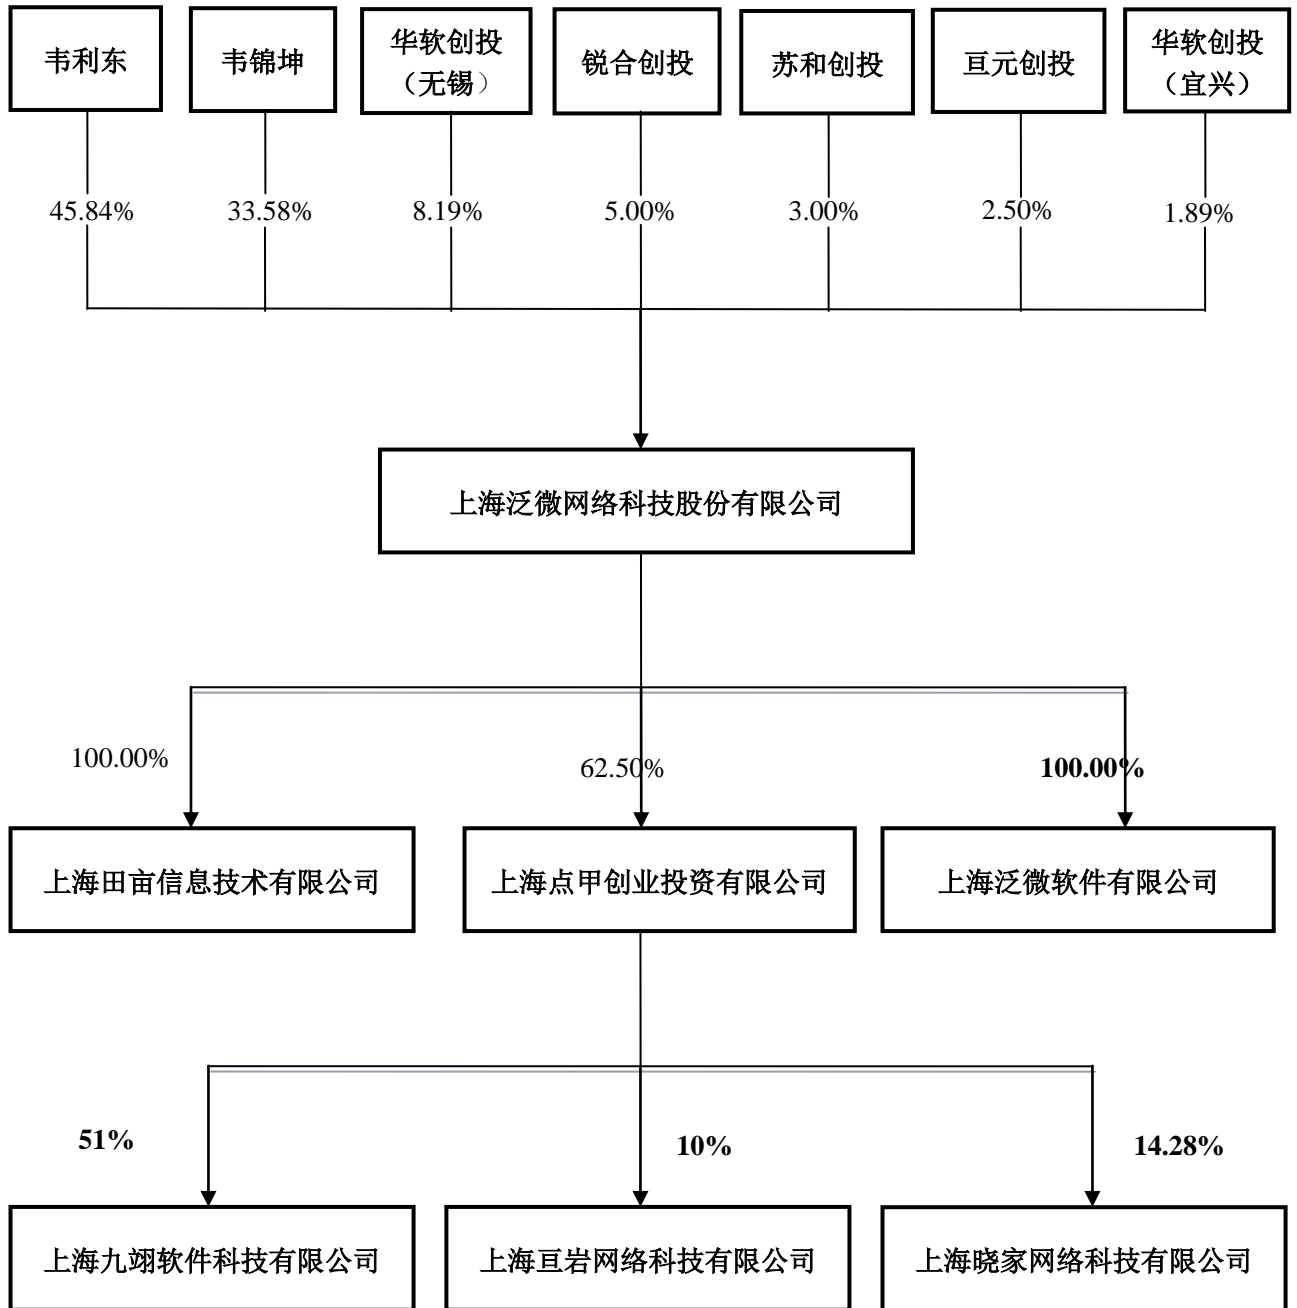 韦利东
韦锦坤
华软创投
（无锡）
锐合创投
苏和创投
亘元创投
华软创投
（宜兴）
45.84%
33.58%
8.19%
5.00%
3.00%
2.50%
1.89%
上海泛微网络科技股份有限公司
100.00%
62.50%
100.00%
上海田亩信息技术有限公司
上海点甲创业投资有限公司
上海泛微软件有限公司
51%
10%
14.28%
上海九翊软件科技有限公司
上海亘岩网络科技有限公司
上海晓家网络科技有限公司